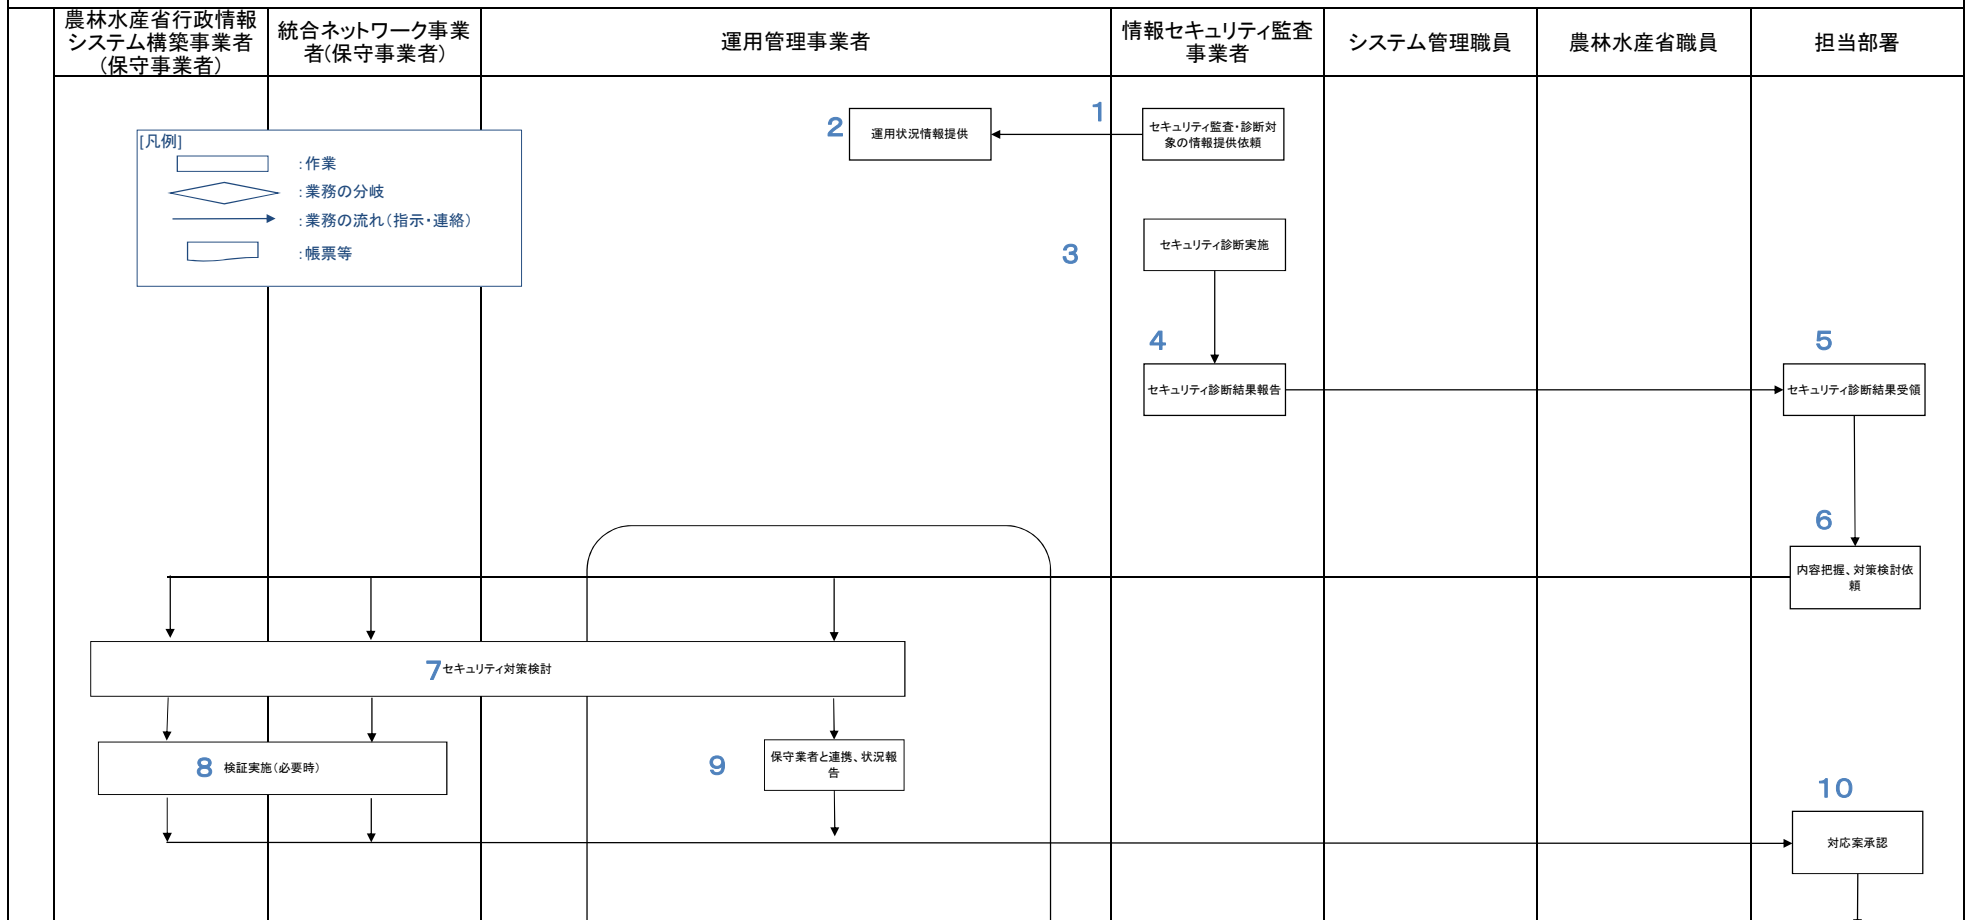 農林水産省行政情報
システム構築事業者
(保守事業者)
統合ネットワーク事業
者(保守事業者)
運用管理事業者
情報セキュリティ監査
事業者
システム管理職員
農林水産省職員
担当部署
1
2
運用状況情報提供
セキュリティ監査・診断対
象の情報提供依頼
[凡例]
:作業
:業務の分岐
:業務の流れ(指示・連絡)
:帳票等
3
セキュリティ診断実施
4
セキュリティ診断結果報告
5
セキュリティ診断結果受領
6
内容把握、対策検討依
頼
7セキュリティ対策検討
8 検証実施(必要時)
9
保守業者と連携、状況報
告
10
対応案承認